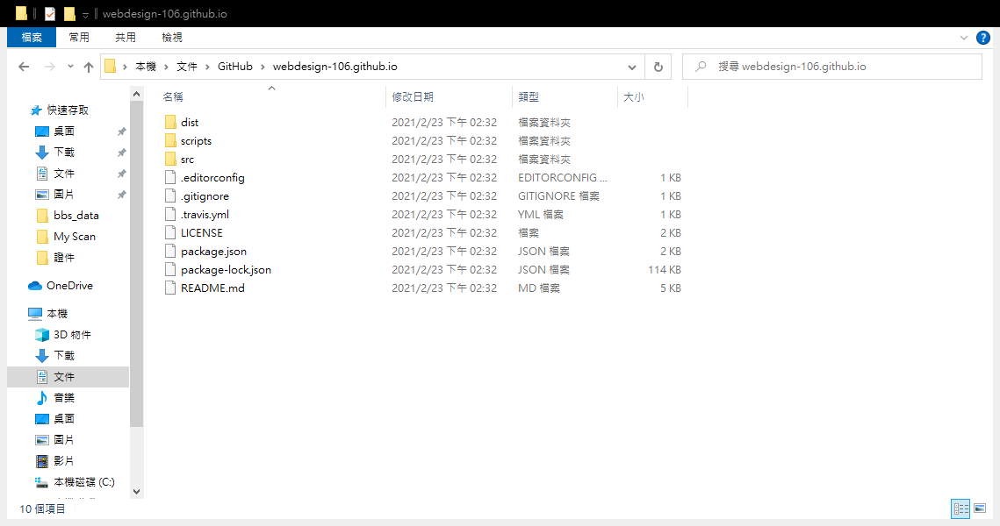 webdesign-106.github.io
檔案 常用 共用 檢視
本機 文件 GitHub webdesign-106.github.io
搜尋 webdesign-106.github.io
快速存取
桌面
下載
文件
圖片
bbs_data
My Scan
證件
OneDrive
本機
3D 物件
下載
文件
音樂
桌面
圖片
影片
本機磁碟 (C:)
名稱 修改日期 類型 大小
dist 2021/2/23 下午 02:32 檔案資料夾
scripts 2021/2/23 下午 02:32 檔案資料夾
src 2021/2/23 下午 02:32 檔案資料夾
.editorconfig 2021/2/23 下午 02:32 EDITORCONFIG ... 1 KB
.gitignore 2021/2/23 下午 02:32 GITIGNORE 檔案 1 KB
.travis.yml 2021/2/23 下午 02:32 YML 檔案 1 KB
LICENSE 2021/2/23 下午 02:32 檔案 2 KB
package.json 2021/2/23 下午 02:32 JSON 檔案 2 KB
package-lock.json 2021/2/23 下午 02:32 JSON 檔案 114 KB
README.md 2021/2/23 下午 02:32 MD 檔案 5 KB
10 個項目